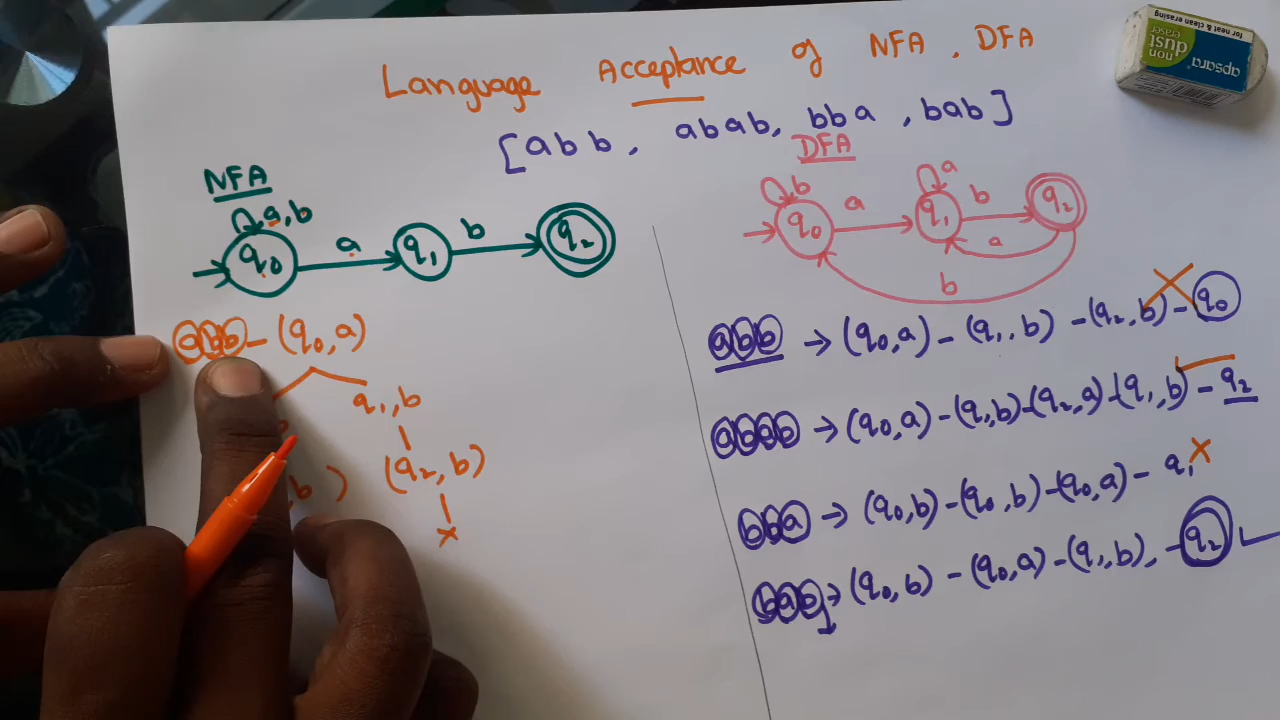 Language Acceptance of NFA, DFA
[abb, abab, bba, bab]
NFA
a,b
q0 a q1 b q2
DFA
b a
q0 a q1 b q2
a
b
abb - (q0,a)
q1,b
,b ) (q2,b)
x
abb → (q0,a) - (q1,b) - (q2,b) - q0
abab → (q0,a) - (q1,b) - (q2,a) - (q1,b) - q2
bba → (q0,b) - (q0,b) - (q0,a) - q1 x
bab → (q0,b) - (q0,a) - (q1,b), - q2 ✓
for neat & clean erasing
apsara
non dust
eraser